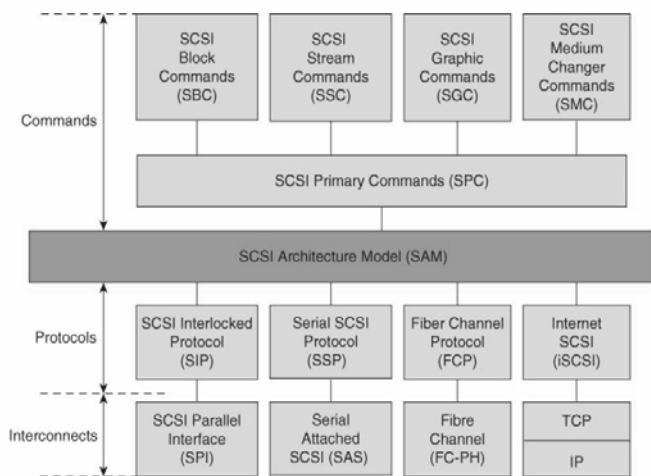 SCSI
Block
Commands
(SBC)
SCSI
Stream
Commands
(SSC)
SCSI
Graphic
Commands
(SGC)
SCSI
Medium
Changer
Commands
(SMC)
Commands
SCSI Primary Commands (SPC)
SCSI Architecture Model (SAM)
Protocols
SCSI Interlocked
Protocol
(SIP)
Serial SCSI
Protocol
(SSP)
Fiber Channel
Protocol
(FCP)
Internet
SCSI
(iSCSI)
Interconnects
SCSI Parallel
Interface
(SPI)
Serial
Attached
SCSI (SAS)
Fibre
Channel
(FC-PH)
TCP
IP